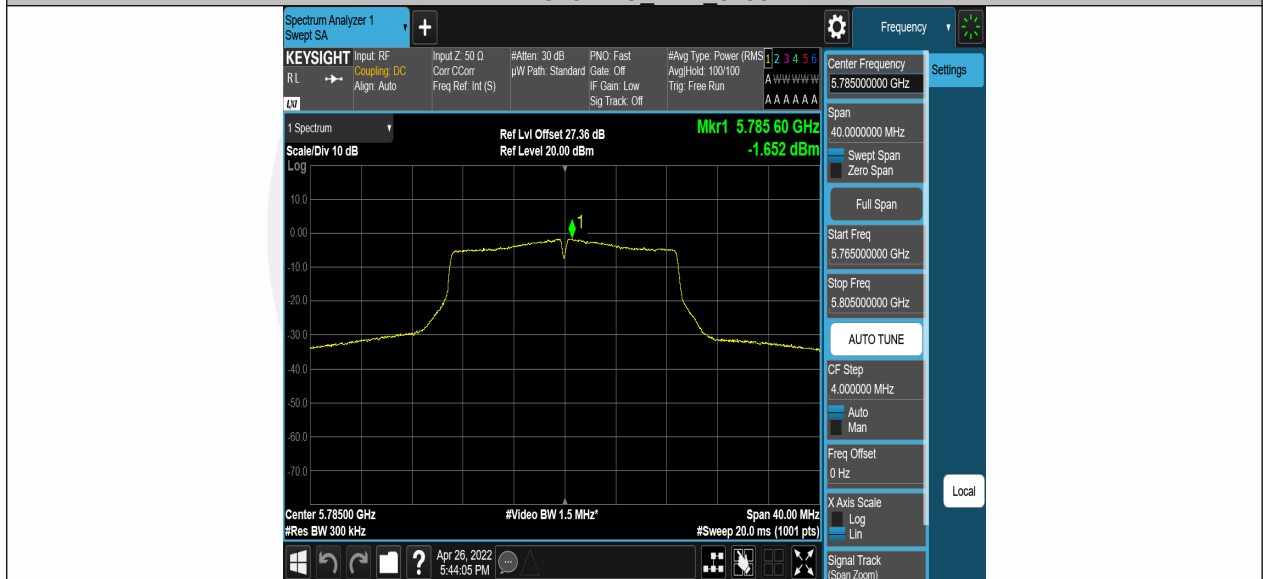 Spectrum Analyzer 1
Swept SA
+
Frequency
KEYSIGHT
RL
LXI
Input: RF
Coupling: DC
Align: Auto
Input Z: 50 Ω
Corr CCorr
Freq Ref: Int (S)
#Atten: 30 dB
µW Path: Standard
PNO: Fast
Gate: Off
IF Gain: Low
Sig Track: Off
#Avg Type: Power (RMS
Avg|Hold: 100/100
Trig: Free Run
1 2 3 4 5 6
A W W W W W
A A A A A A
1 Spectrum
Scale/Div 10 dB
Ref Lvl Offset 27.36 dB
Ref Level 20.00 dBm
Mkr1 5.785 60 GHz
-1.652 dBm
Log
10.0
0.00
-10.0
-20.0
-30.0
-40.0
-50.0
-60.0
-70.0
1
Center 5.78500 GHz
#Res BW 300 kHz
#Video BW 1.5 MHz*
Span 40.00 MHz
#Sweep 20.0 ms (1001 pts)
Center Frequency
5.785000000 GHz
Settings
Span
40.0000000 MHz
Swept Span
Zero Span
Full Span
Start Freq
5.765000000 GHz
Stop Freq
5.805000000 GHz
AUTO TUNE
CF Step
4.000000 MHz
Auto
Man
Freq Offset
0 Hz
X Axis Scale
Log
Lin
Local
Signal Track
(Span Zoom)
?
Apr 26, 2022
5:44:05 PM